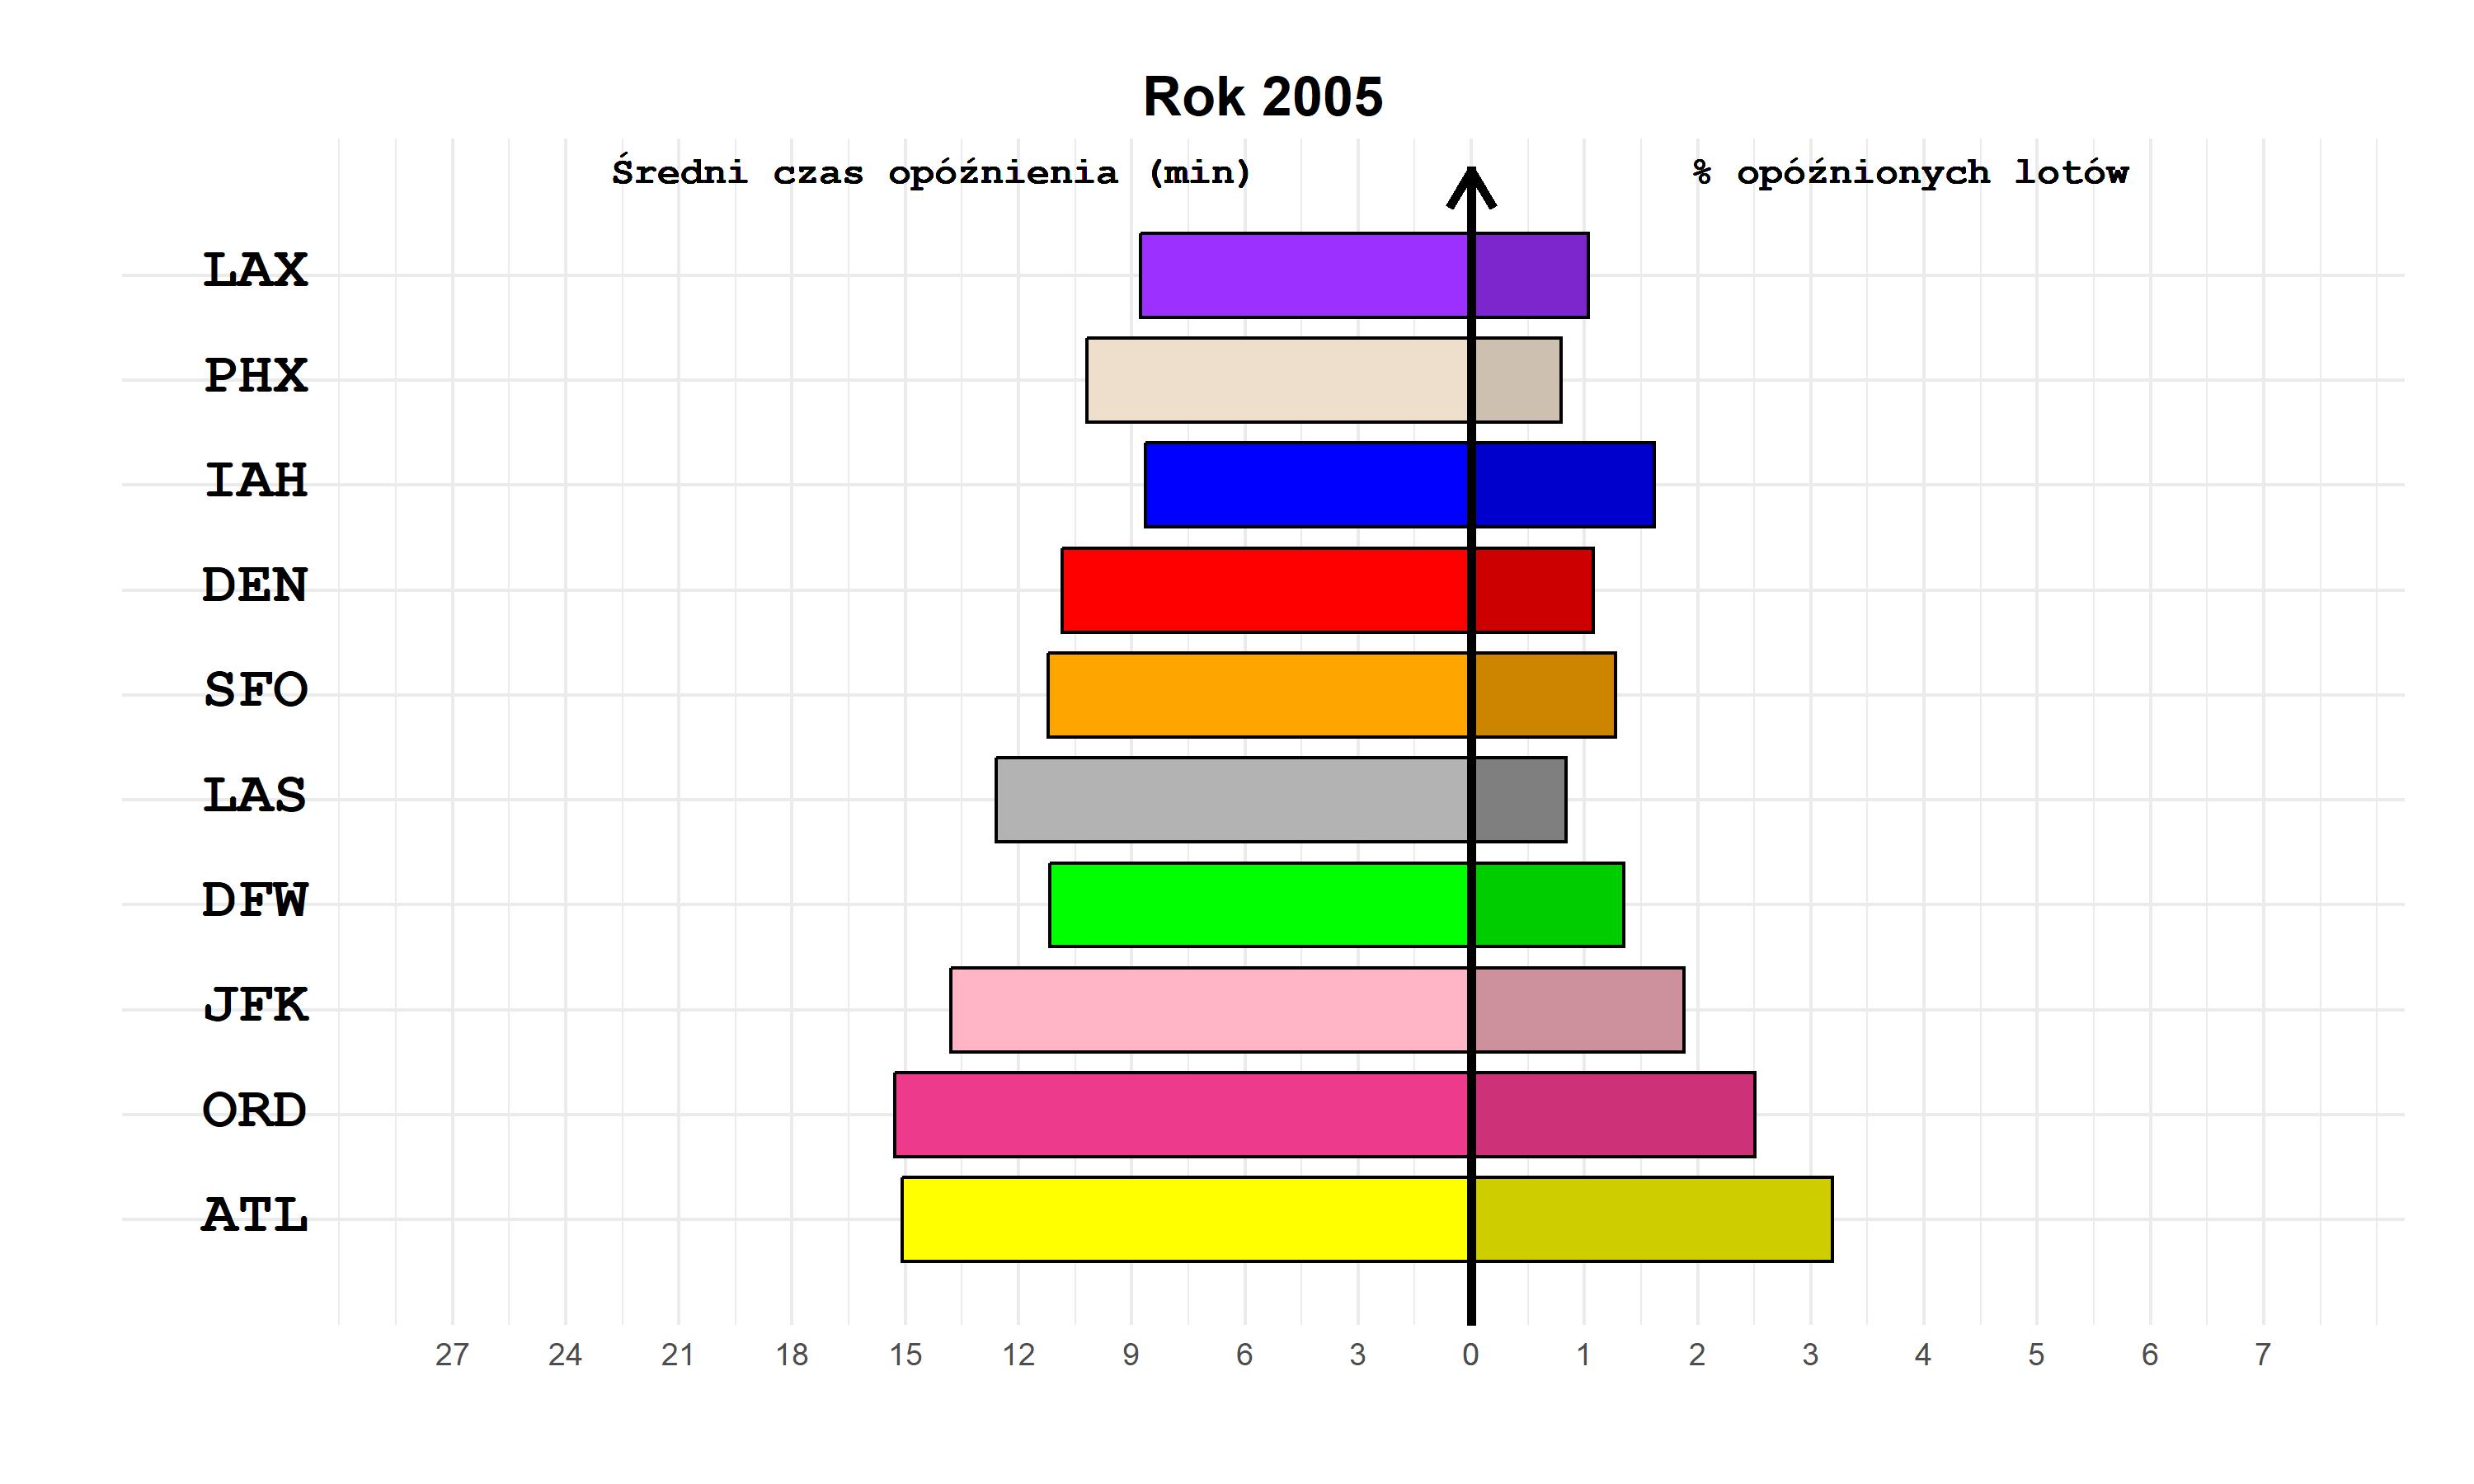 Rok 2005
Średni czas opóźnienia (min) % opóźnionych lotów
LAX
PHX
IAH
DEN
SFO
LAS
DFW
JFK
ORD
ATL
27 24 21 18 15 12 9 6 3 0 1 2 3 4 5 6 7